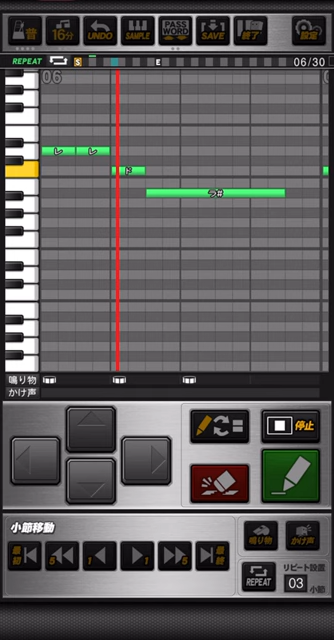 音 16分 UNDO SAMPLE PASS WORD SAVE 終了 設定
REPEAT S E 06/30
06
レ レ
ド
ラ#
鳴り物
かけ声
停止
小節移動
鳴り物 かけ声
最初 5 1 1 5 最終
リピート設置
REPEAT 03 小節